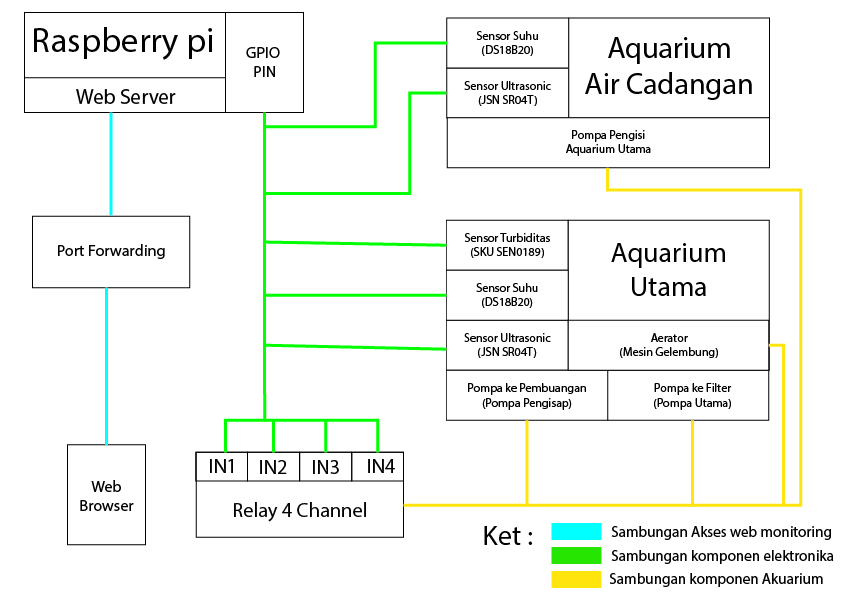 Raspberry pi
Web Server
GPIO
PIN
Sensor Suhu
(DS18B20)
Sensor Ultrasonic
(JSN SR04T)
Aquarium
Air Cadangan
Pompa Pengisi
Aquarium Utama
Port Forwarding
Sensor Turbiditas
(SKU SEN0189)
Sensor Suhu
(DS18B20)
Sensor Ultrasonic
(JSN SR04T)
Aquarium
Utama
Aerator
(Mesin Gelembung)
Pompa ke Pembuangan
(Pompa Pengisap)
Pompa ke Filter
(Pompa Utama)
Web
Browser
IN1
IN2
IN3
IN4
Relay 4 Channel
Ket :
Sambungan Akses web monitoring
Sambungan komponen elektronika
Sambungan komponen Akuarium